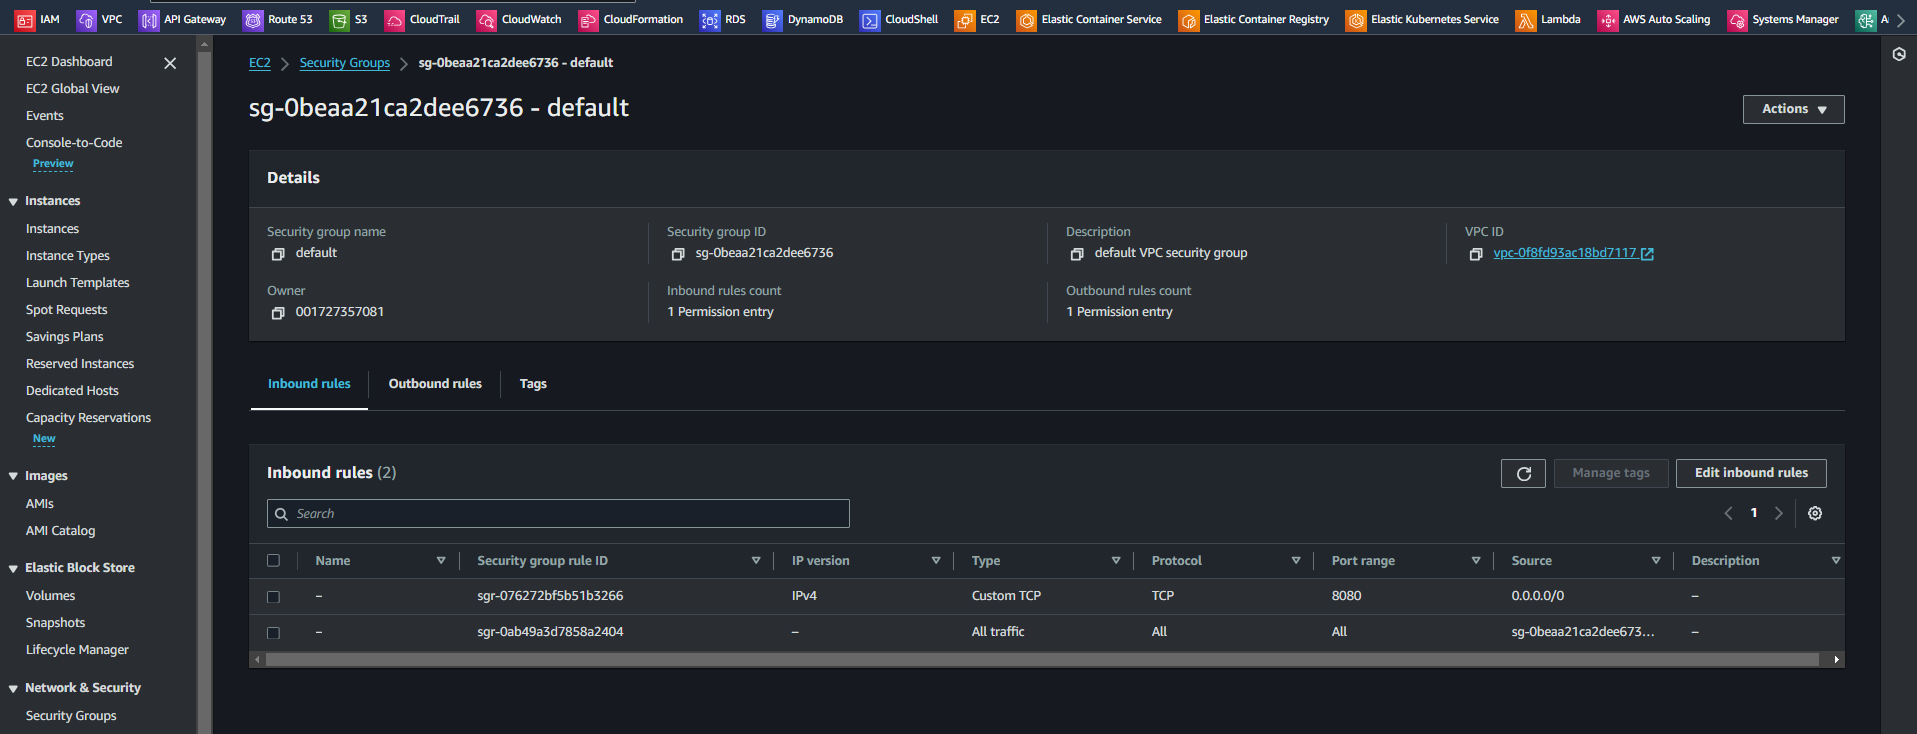 IAM VPC API Gateway Route 53 S3 CloudTrail CloudWatch CloudFormation RDS DynamoDB CloudShell EC2 Elastic Container Service Elastic Container Registry Elastic Kubernetes Service Lambda AWS Auto Scaling Systems Manager
EC2 Dashboard
EC2 Global View
Events
Console-to-Code
Preview
Instances
Instances
Instance Types
Launch Templates
Spot Requests
Savings Plans
Reserved Instances
Dedicated Hosts
Capacity Reservations
New
Images
AMIs
AMI Catalog
Elastic Block Store
Volumes
Snapshots
Lifecycle Manager
Network & Security
Security Groups
EC2 Security Groups sg-0beaa21ca2dee6736 - default
sg-0beaa21ca2dee6736 - default
Actions
Details
Security group name Security group ID Description VPC ID
default sg-0beaa21ca2dee6736 default VPC security group vpc-0f8fd93ac18bd7117
Owner Inbound rules count Outbound rules count
001727357081 1 Permission entry 1 Permission entry
Inbound rules Outbound rules Tags
Inbound rules (2) Manage tags Edit inbound rules
Search 1
Name Security group rule ID IP version Type Protocol Port range Source Description
– sgr-076272bf5b51b3266 IPv4 Custom TCP TCP 8080 0.0.0.0/0 –
– sgr-0ab49a3d7858a2404 – All traffic All All sg-0beaa21ca2dee673... –